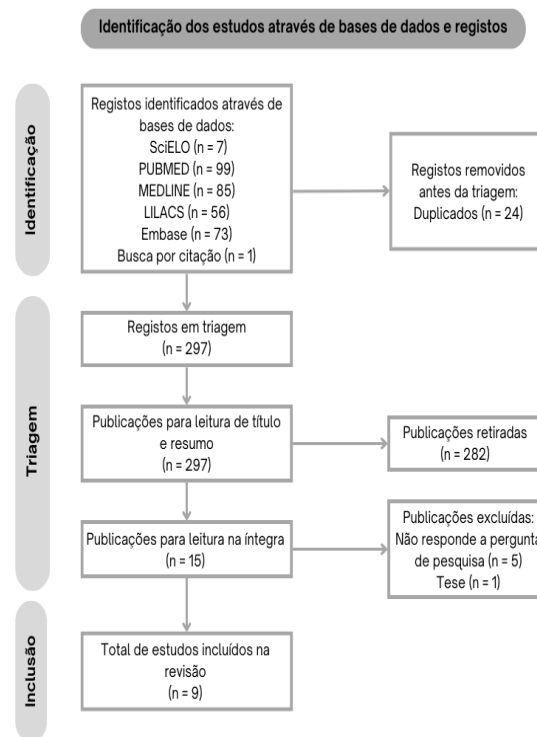 Identificação dos estudos através de bases de dados e registos
Identificação
Registos identificados através de
bases de dados:
SciELO (n = 7)
PUBMED (n = 99)
MEDLINE (n = 85)
LILACS (n = 56)
Embase (n = 73)
Busca por citação (n = 1)
Registos removidos
antes da triagem:
Duplicados (n = 24)
Triagem
Registos em triagem
(n = 297)
Publicações para leitura de título
e resumo
(n = 297)
Publicações retiradas
(n = 282)
Publicações para leitura na íntegra
(n = 15)
Publicações excluídas:
Não responde a pergunta
de pesquisa (n = 5)
Tese (n = 1)
Inclusão
Total de estudos incluídos na
revisão
(n = 9)